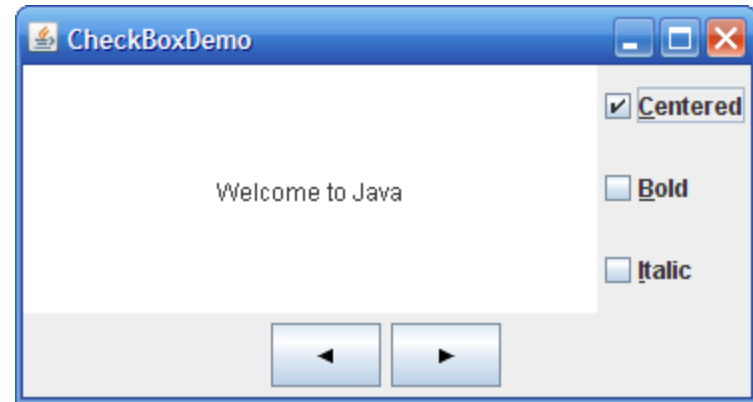 CheckBoxDemo
Centered
Welcome to Java
Bold
Italic